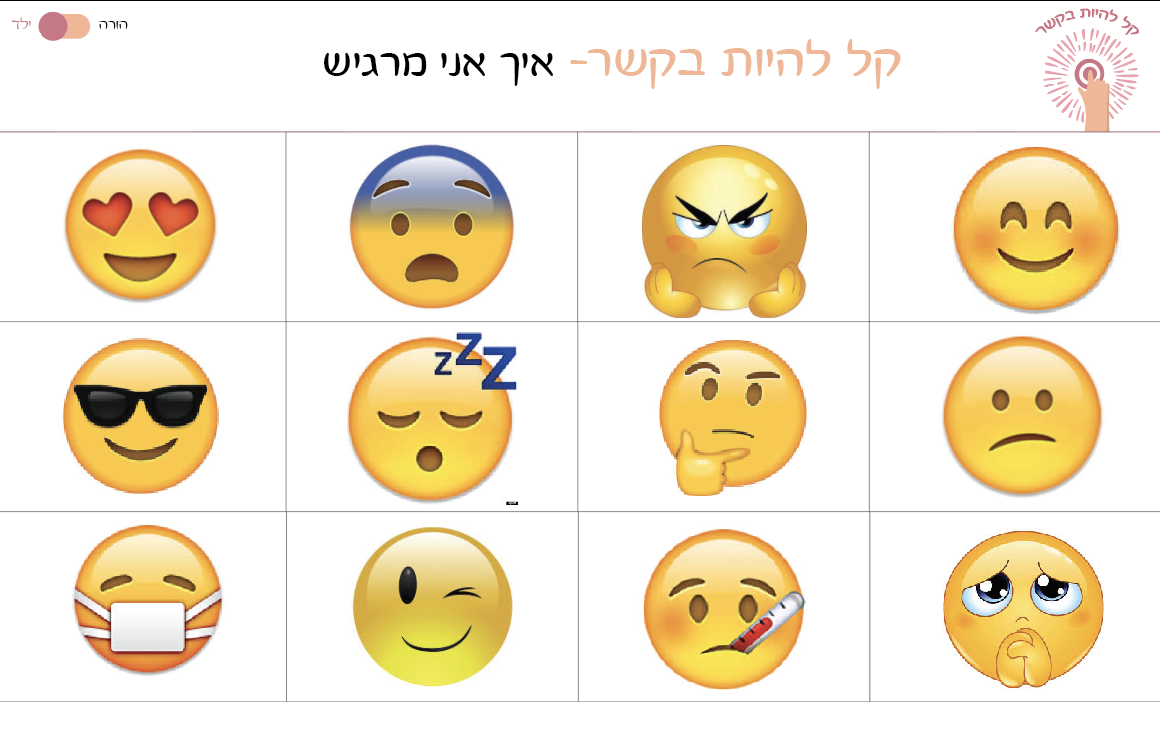 קל להיות בקשר
הורה ילד
קל להיות בקשר- איך אני מרגיש
z z z